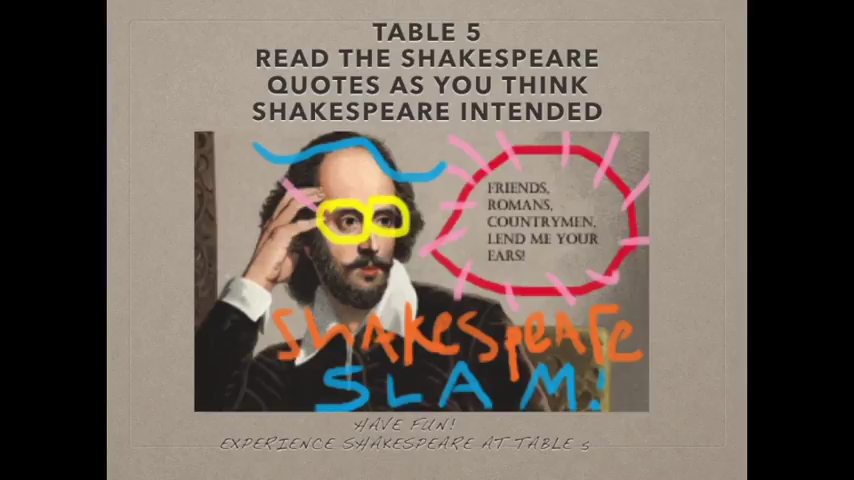 TABLE 5
READ THE SHAKESPEARE
QUOTES AS YOU THINK
SHAKESPEARE INTENDED
FRIENDS,
ROMANS,
COUNTRYMEN,
LEND ME YOUR
EARS!
SHAKESpEArE
SLAM!
HAVE FUN!
EXPERIENCE SHAKESPEARE AT TABLE 5